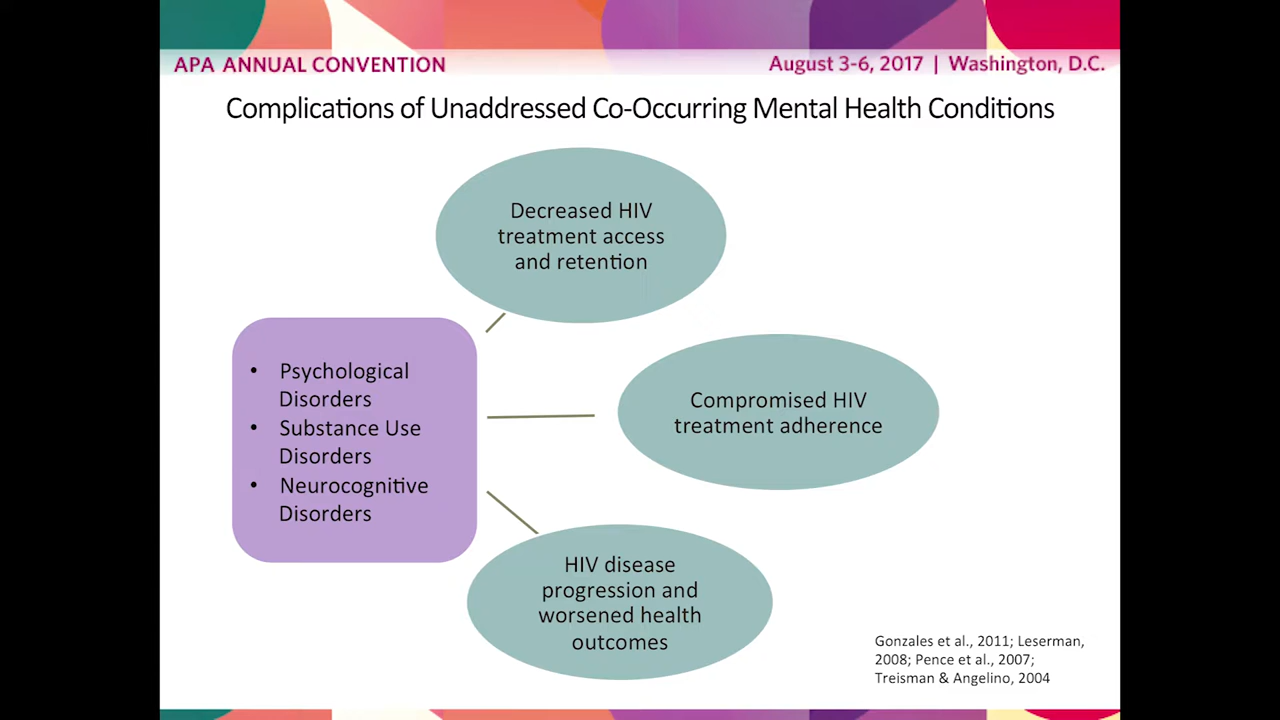 APA ANNUAL CONVENTION
August 3-6, 2017 | Washington, D.C.
Complications of Unaddressed Co-Occurring Mental Health Conditions
Decreased HIV
treatment access
and retention
• Psychological
Disorders
• Substance Use
Disorders
• Neurocognitive
Disorders
Compromised HIV
treatment adherence
HIV disease
progression and
worsened health
outcomes
Gonzales et al., 2011; Leserman,
2008; Pence et al., 2007;
Treisman & Angelino, 2004